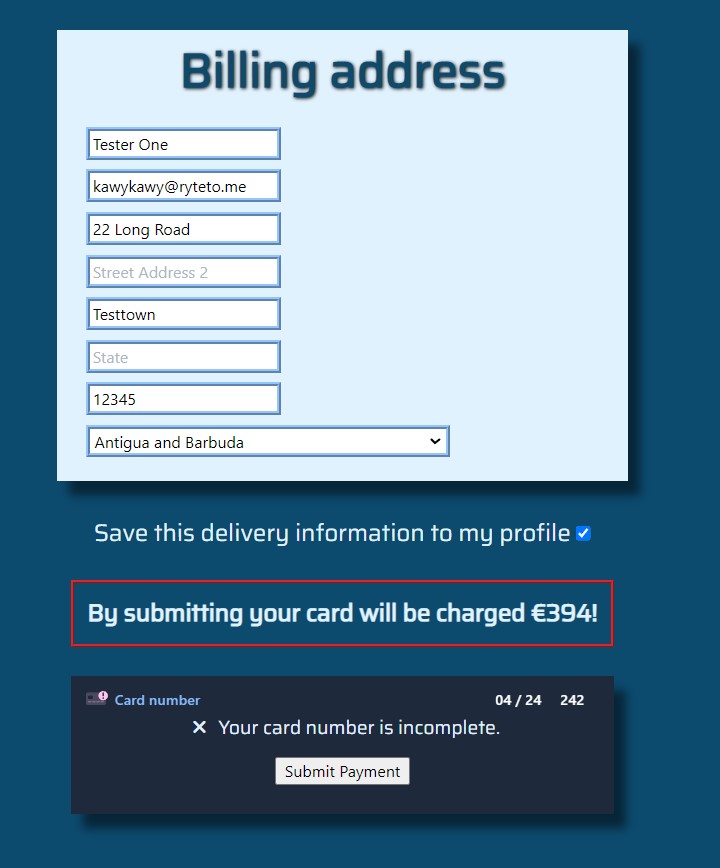 Billing address
Tester One
kawykawy@ryteto.me
22 Long Road
Street Address 2
Testtown
State
12345
Antigua and Barbuda
Save this delivery information to my profile
By submitting your card will be charged €394!
Card number 04 / 24 242
✕ Your card number is incomplete.
Submit Payment